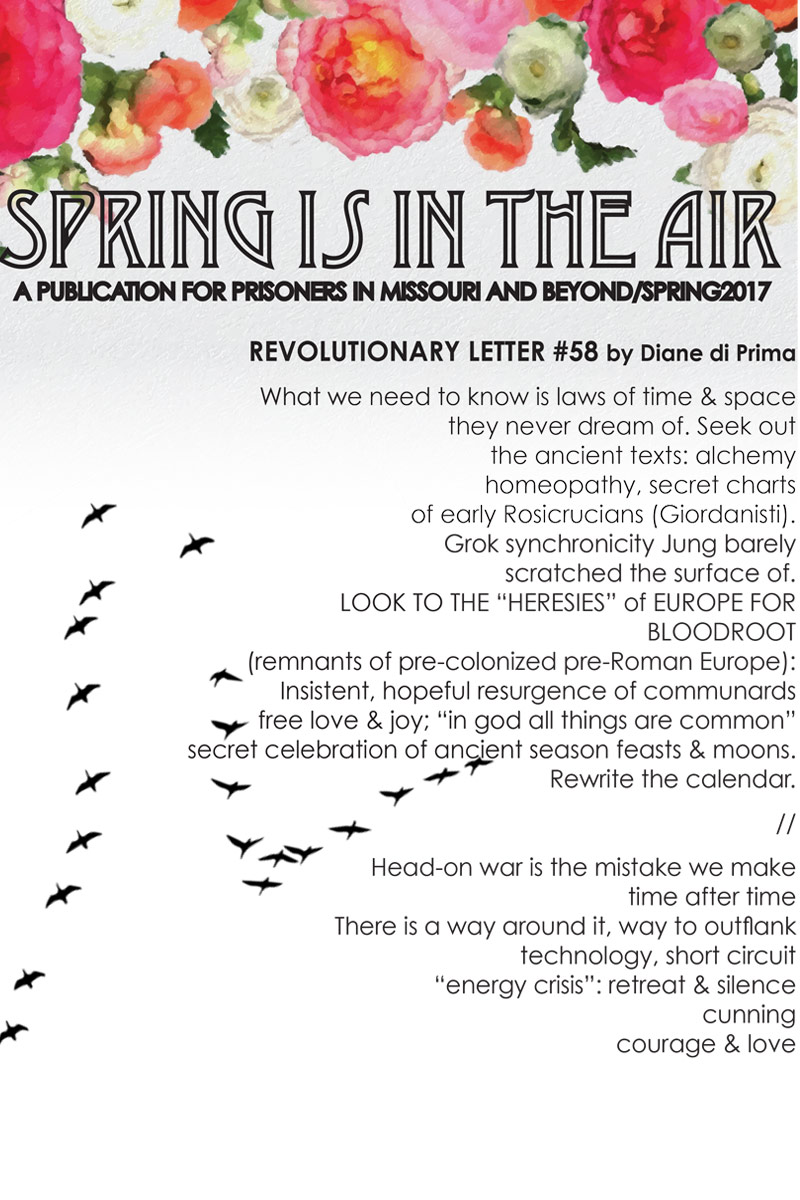 SPRING IS IN THE AIR
A PUBLICATION FOR PRISONERS IN MISSOURI AND BEYOND/SPRING2017
REVOLUTIONARY LETTER #58 by Diane di Prima
What we need to know is laws of time & space
they never dream of. Seek out
the ancient texts: alchemy
homeopathy, secret charts
of early Rosicrucians (Giordanisti).
Grok synchronicity Jung barely
scratched the surface of.
LOOK TO THE “HERESIES” of EUROPE FOR
BLOODROOT
(remnants of pre-colonized pre-Roman Europe):
Insistent, hopeful resurgence of communards
free love & joy; “in god all things are common”
secret celebration of ancient season feasts & moons.
Rewrite the calendar.
//
Head-on war is the mistake we make
time after time
There is a way around it, way to outflank
technology, short circuit
“energy crisis”: retreat & silence
cunning
courage & love